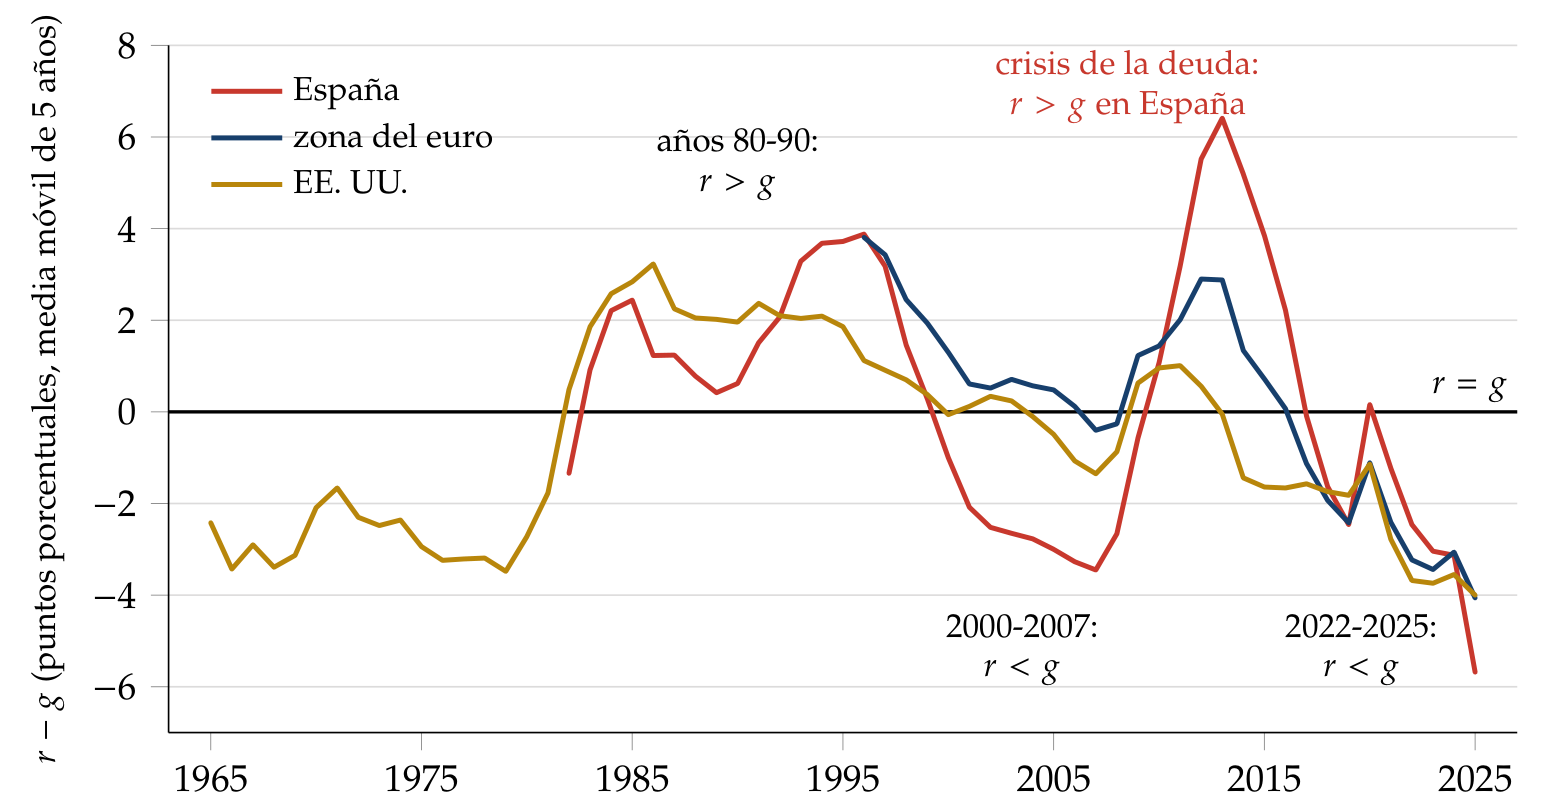 r − g (puntos porcentuales, media móvil de 5 años)
8
6
4
2
0
−2
−4
−6
España
zona del euro
EE. UU.
años 80-90:
r > g
crisis de la deuda:
r > g en España
r = g
2000-2007:
r < g
2022-2025:
r < g
1965
1975
1985
1995
2005
2015
2025